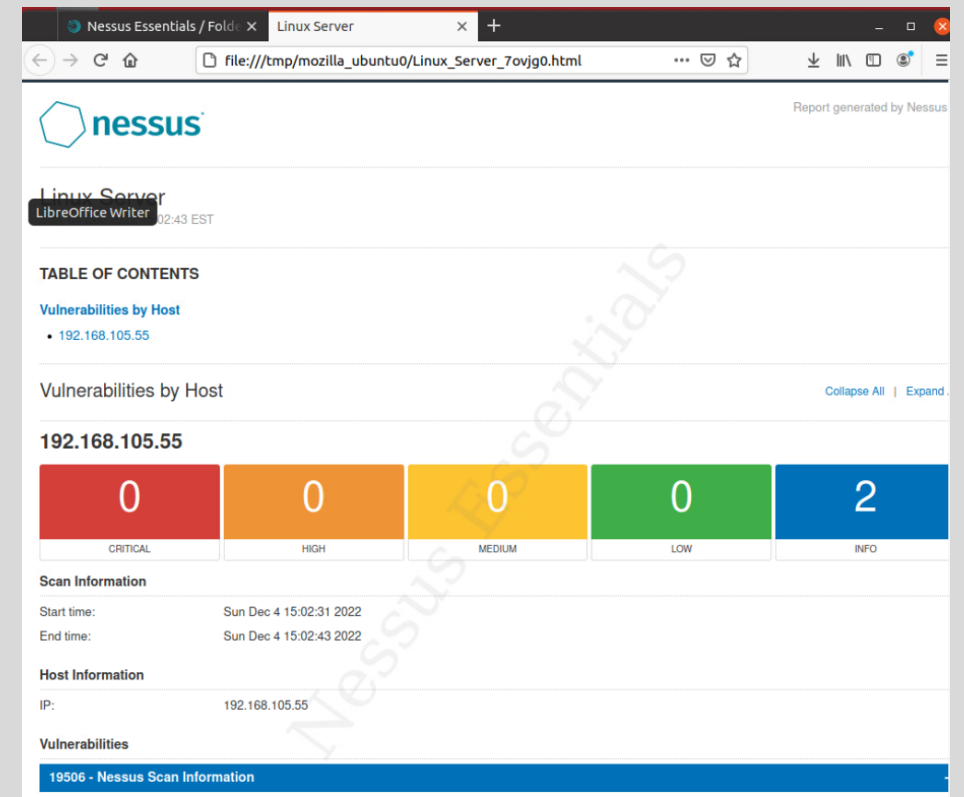 Nessus Essentials / Folde
Linux Server
file:///tmp/mozilla_ubuntu0/Linux_Server_7ovjg0.html
nessus
Report generated by Nessus
Linux Server
LibreOffice Writer
02:43 EST
TABLE OF CONTENTS
Vulnerabilities by Host
• 192.168.105.55
Vulnerabilities by Host
Collapse All | Expand
192.168.105.55
0 0 0 0 2
CRITICAL HIGH MEDIUM LOW INFO
Scan Information
Start time: Sun Dec 4 15:02:31 2022
End time: Sun Dec 4 15:02:43 2022
Host Information
IP: 192.168.105.55
Vulnerabilities
19506 - Nessus Scan Information
Nessus Essentials